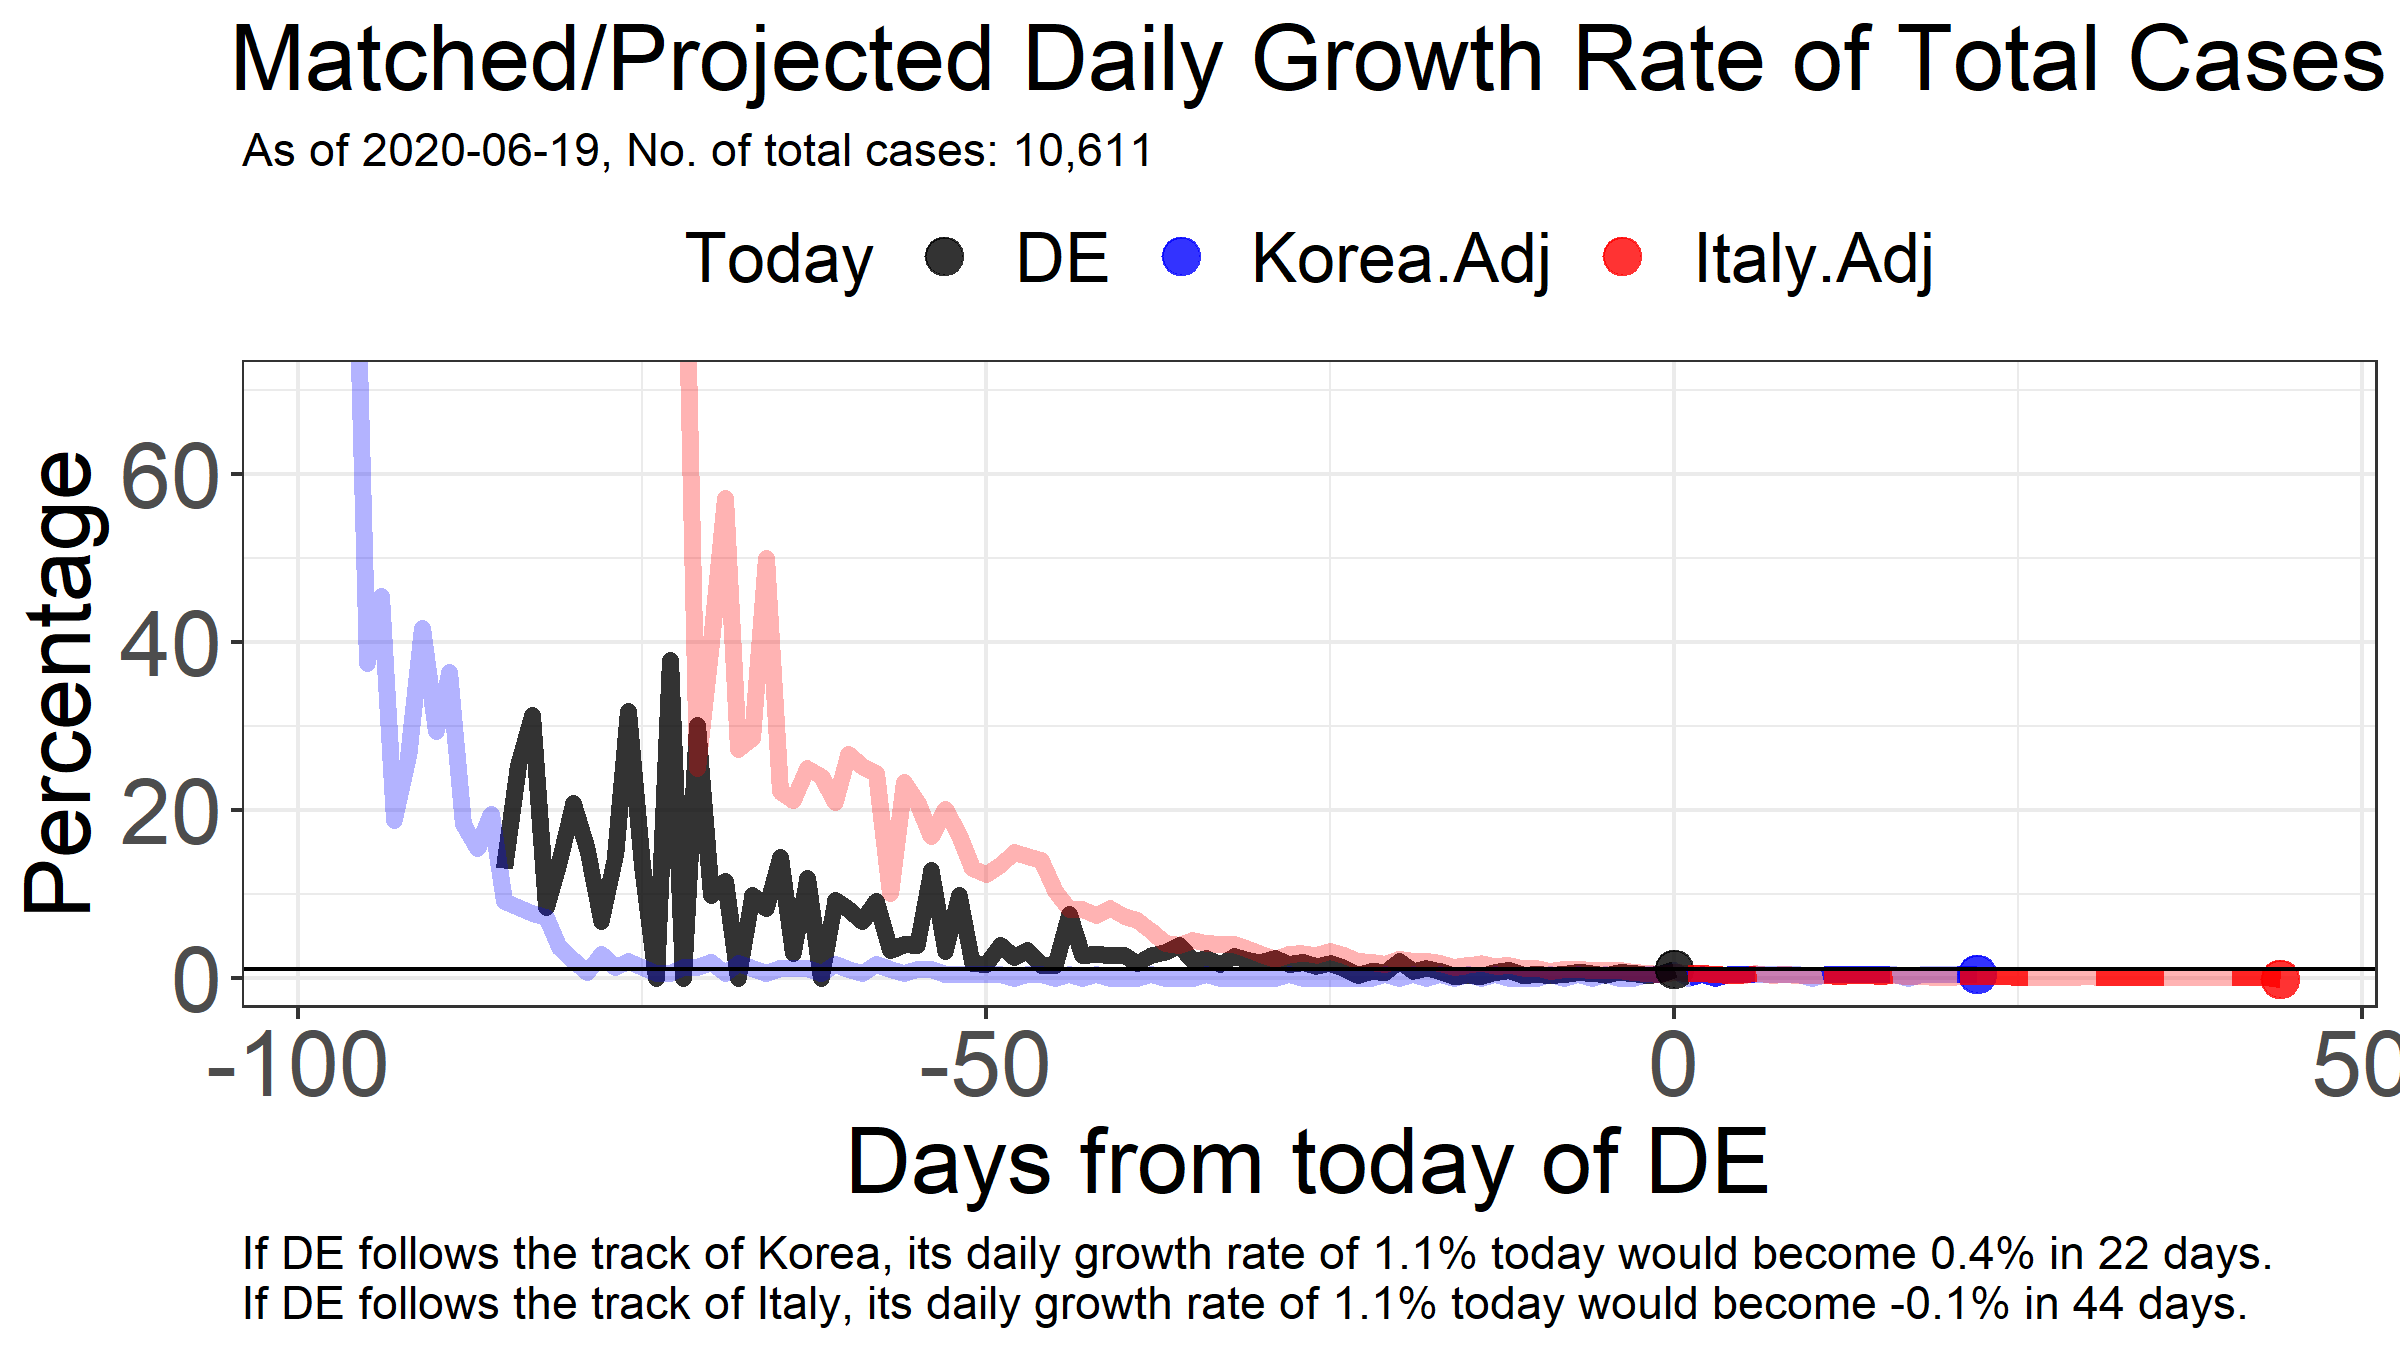 Matched/Projected Daily Growth Rate of Total Cases
As of 2020-06-19, No. of total cases: 10,611
Today DE Korea.Adj Italy.Adj
Percentage
60
40
20
0
-100 -50 0 50
Days from today of DE
If DE follows the track of Korea, its daily growth rate of 1.1% today would become 0.4% in 22 days.
If DE follows the track of Italy, its daily growth rate of 1.1% today would become -0.1% in 44 days.